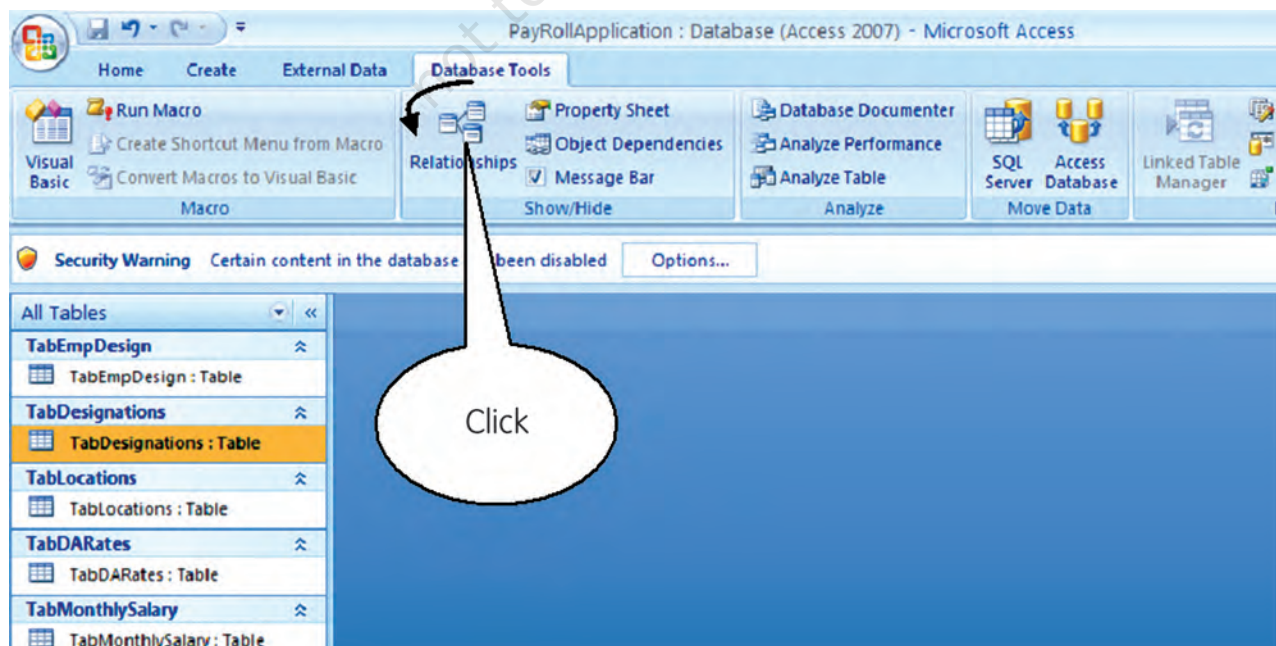 not to
PayRollApplication : Database (Access 2007) - Microsoft Access
Home Create External Data Database Tools
Run Macro
Create Shortcut Menu from Macro
Convert Macros to Visual Basic
Visual
Basic
Macro
Relationships
Property Sheet
Object Dependencies
Message Bar
Show/Hide
Database Documenter
Analyze Performance
Analyze Table
Analyze
SQL
Server
Access
Database
Move Data
Linked Table
Manager
Security Warning Certain content in the database been disabled Options...
All Tables
TabEmpDesign
TabEmpDesign : Table
TabDesignations
TabDesignations : Table
TabLocations
TabLocations : Table
TabDARates
TabDARates : Table
TabMonthlySalary
TabMonthlySalary : Table
Click